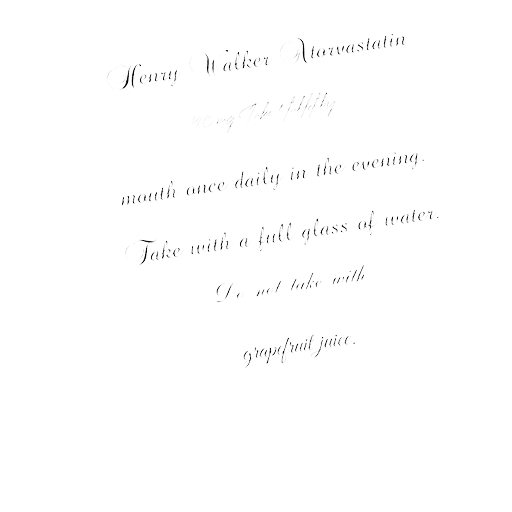 Henry Walker Atorvastatin
mouth once daily in the evening.
Take with a full glass of water.
Do not take with
grapefruit juice.